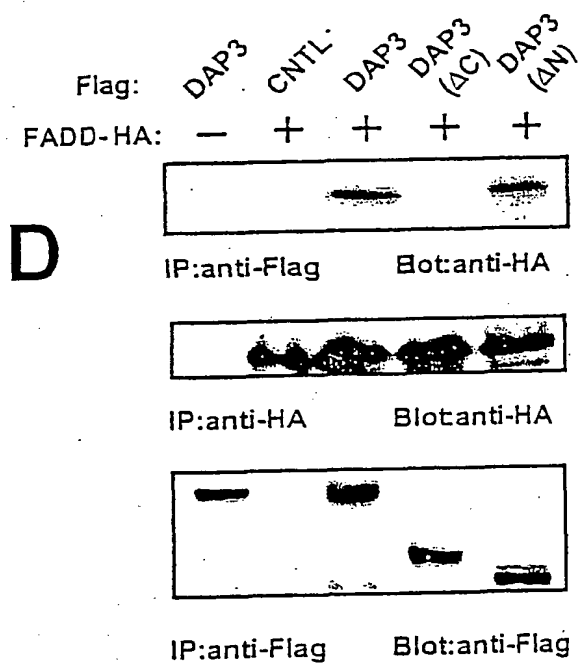 Flag: DAP3 CNTL DAP3 DAP3 (ΔC) DAP3 (ΔN)
FADD-HA: − + + + +
D
IP:anti-Flag Blot:anti-HA
IP:anti-HA Blot:anti-HA
IP:anti-Flag Blot:anti-Flag